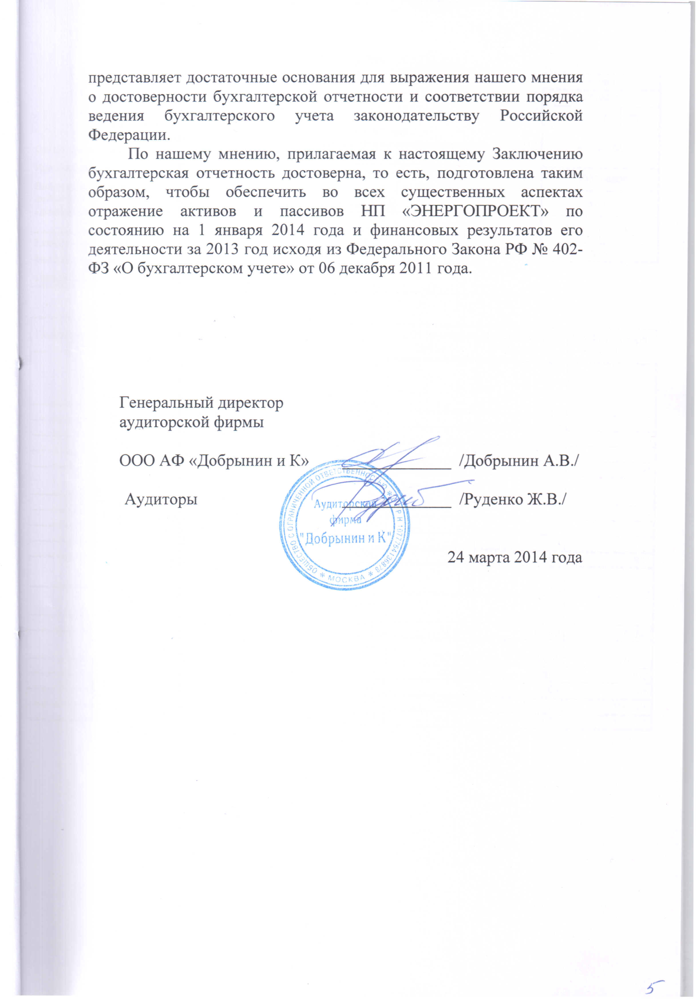 представляет достаточные основания для выражения нашего мнения
о достоверности бухгалтерской отчетности и соответствии порядка
ведения бухгалтерского учета законодательству Российской
Федерации.
По нашему мнению, прилагаемая к настоящему Заключению
бухгалтерская отчетность достоверна, то есть, подготовлена таким
образом, чтобы обеспечить во всех существенных аспектах
отражение активов и пассивов НП «ЭНЕРГОПРОЕКТ» по
состоянию на 1 января 2014 года и финансовых результатов его
деятельности за 2013 год исходя из Федерального Закона РФ № 402-
ФЗ «О бухгалтерском учете» от 06 декабря 2011 года.
Генеральный директор
аудиторской фирмы
ООО АФ «Добрынин и К» /Добрынин А.В./
Аудиторы /Руденко Ж.В./
ОБЩЕСТВО С ОГРАНИЧЕННОЙ ОТВЕТСТВЕННОСТЬЮ
* МОСКВА *
Аудиторская
фирма
"Добрынин и К"
24 марта 2014 года
5